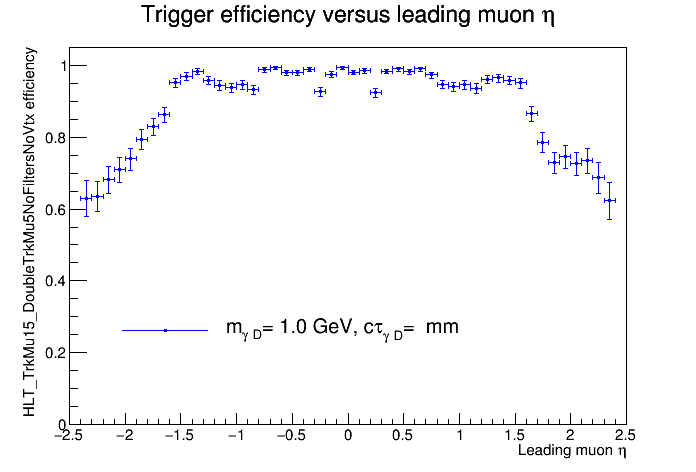 Trigger efficiency versus leading muon η
HLT_TrkMu15_DoubleTrkMu5NoFiltersNoVtx efficiency
1
0.8
0.6
0.4
0.2
0
m_γ D= 1.0 GeV, cτ_γ D=  mm
−2.5 −2 −1.5 −1 −0.5 0 0.5 1 1.5 2 2.5
Leading muon η